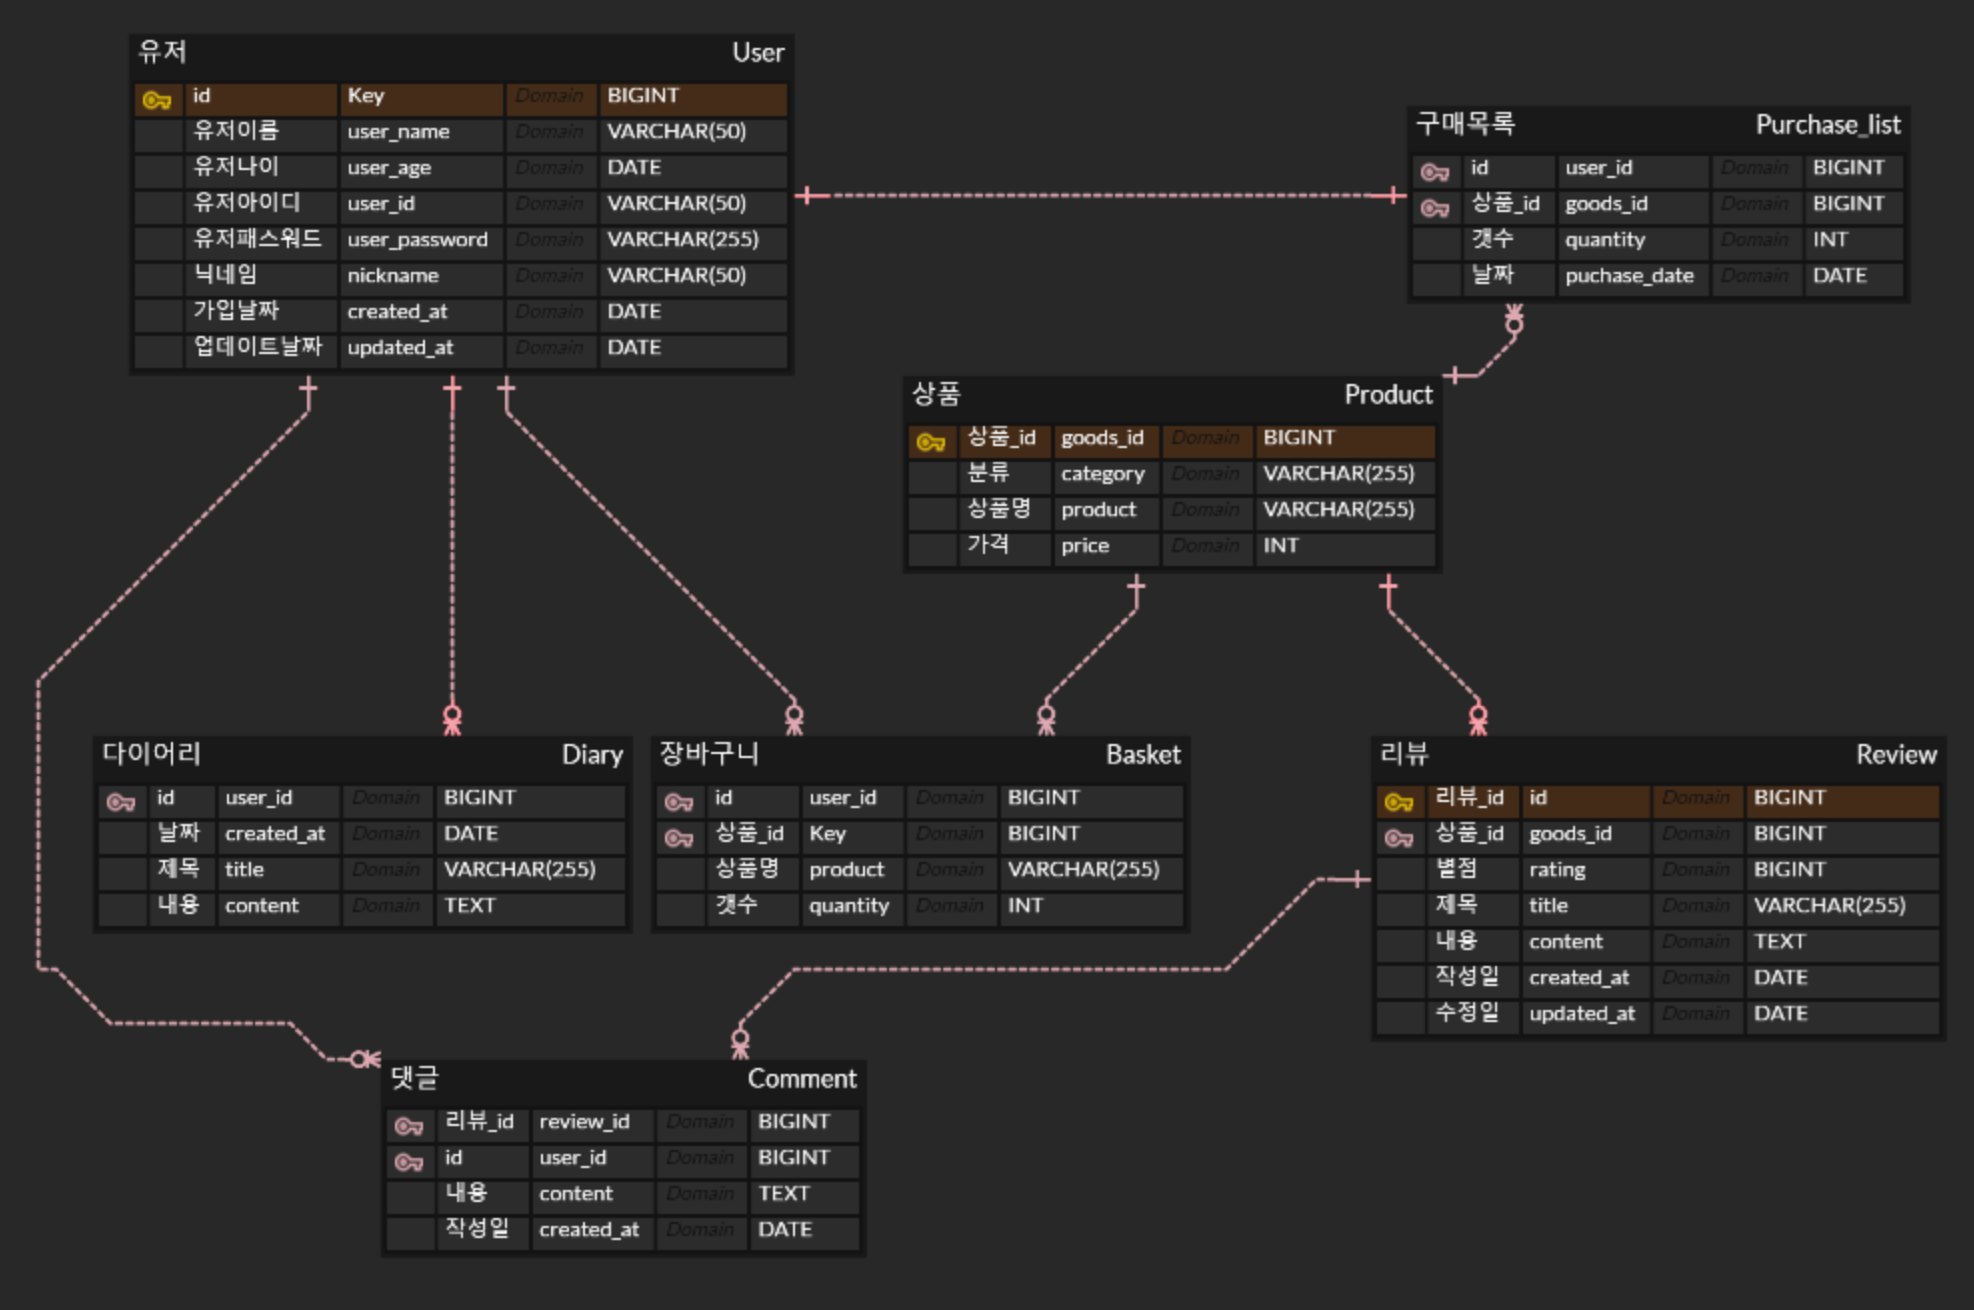 유저 User
id Key Domain BIGINT
유저이름 user_name Domain VARCHAR(50)
유저나이 user_age Domain DATE
유저아이디 user_id Domain VARCHAR(50)
유저패스워드 user_password Domain VARCHAR(255)
닉네임 nickname Domain VARCHAR(50)
가입날짜 created_at Domain DATE
업데이트날짜 updated_at Domain DATE
구매목록 Purchase_list
id user_id Domain BIGINT
상품_id goods_id Domain BIGINT
갯수 quantity Domain INT
날짜 puchase_date Domain DATE
상품 Product
상품_id goods_id Domain BIGINT
분류 category Domain VARCHAR(255)
상품명 product Domain VARCHAR(255)
가격 price Domain INT
다이어리 Diary
id user_id Domain BIGINT
날짜 created_at Domain DATE
제목 title Domain VARCHAR(255)
내용 content Domain TEXT
장바구니 Basket
id user_id Domain BIGINT
상품_id Key Domain BIGINT
상품명 product Domain VARCHAR(255)
갯수 quantity Domain INT
리뷰 Review
리뷰_id id Domain BIGINT
상품_id goods_id Domain BIGINT
별점 rating Domain BIGINT
제목 title Domain VARCHAR(255)
내용 content Domain TEXT
작성일 created_at Domain DATE
수정일 updated_at Domain DATE
댓글 Comment
리뷰_id review_id Domain BIGINT
id user_id Domain BIGINT
내용 content Domain TEXT
작성일 created_at Domain DATE